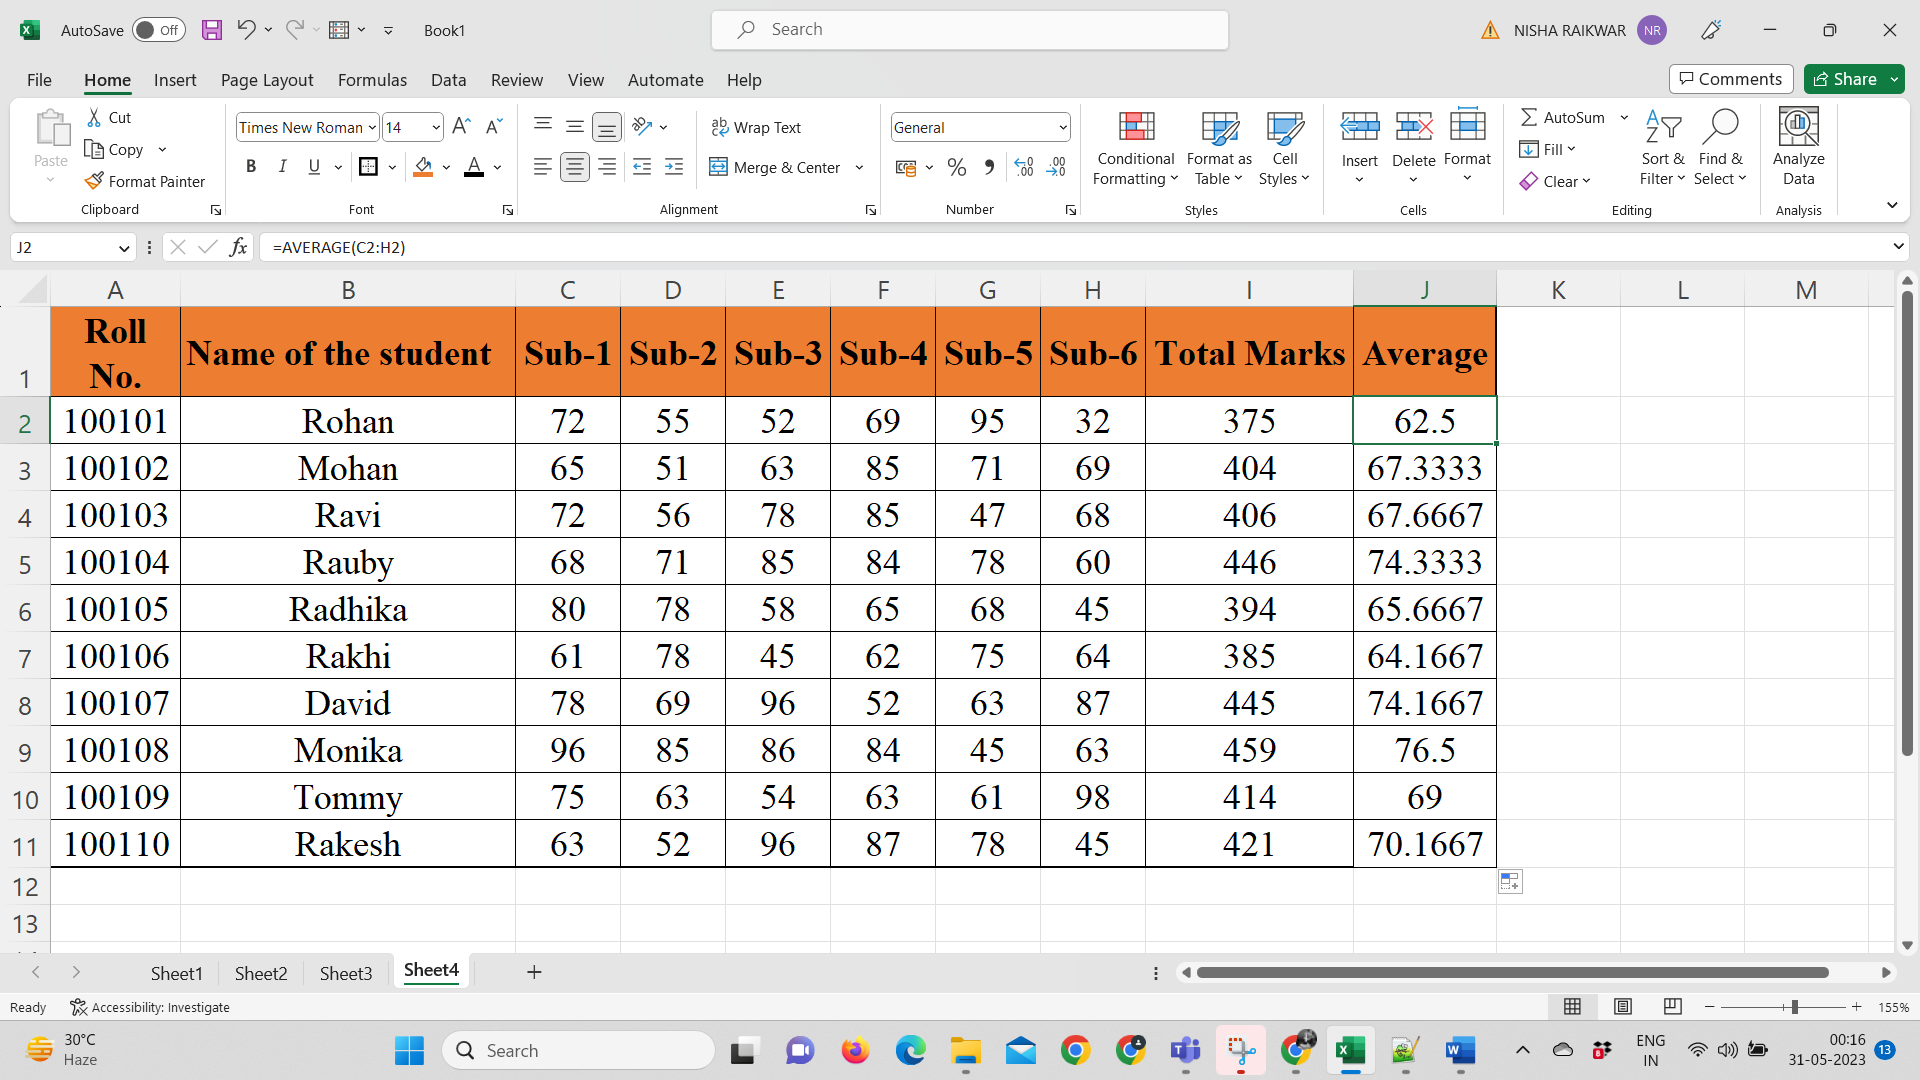 AutoSave Off Book1 Search NISHA RAIKWAR NR
File Home Insert Page Layout Formulas Data Review View Automate Help Comments Share
Paste Cut Copy Format Painter Clipboard
Times New Roman 14 B I U A Font
Wrap Text Merge & Center Alignment
General % Number
Conditional Formatting Format as Table Cell Styles Styles
Insert Delete Format Cells
AutoSum Fill Clear Sort & Filter Find & Select Editing
Analyze Data Analysis
J2 fx =AVERAGE(C2:H2)
A B C D E F G H I J K L M
1 Roll No. Name of the student Sub-1 Sub-2 Sub-3 Sub-4 Sub-5 Sub-6 Total Marks Average
2 100101 Rohan 72 55 52 69 95 32 375 62.5
3 100102 Mohan 65 51 63 85 71 69 404 67.3333
4 100103 Ravi 72 56 78 85 47 68 406 67.6667
5 100104 Rauby 68 71 85 84 78 60 446 74.3333
6 100105 Radhika 80 78 58 65 68 45 394 65.6667
7 100106 Rakhi 61 78 45 62 75 64 385 64.1667
8 100107 David 78 69 96 52 63 87 445 74.1667
9 100108 Monika 96 85 86 84 45 63 459 76.5
10 100109 Tommy 75 63 54 63 61 98 414 69
11 100110 Rakesh 63 52 96 87 78 45 421 70.1667
12
13
Sheet1 Sheet2 Sheet3 Sheet4
Ready Accessibility: Investigate 155%
30°C
Haze
Search
ENG
IN
00:16
31-05-2023
13